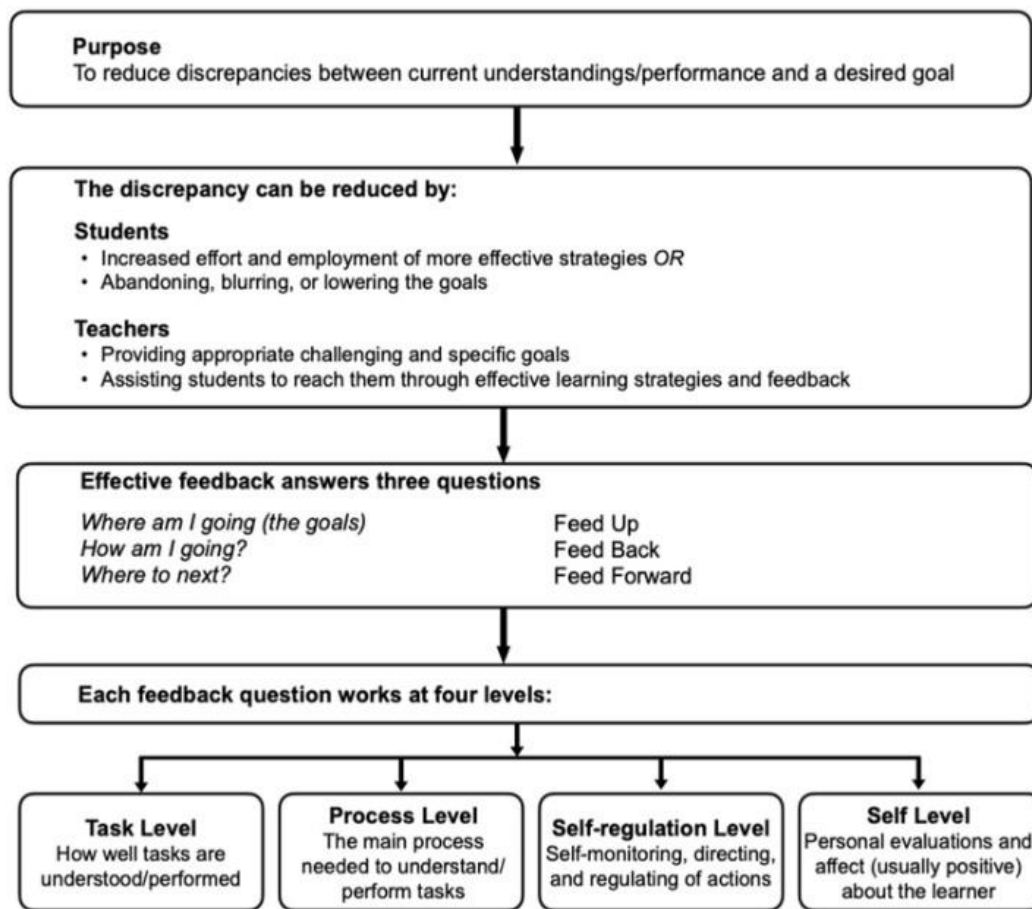 Purpose
To reduce discrepancies between current understandings/performance and a desired goal
The discrepancy can be reduced by:
Students
• Increased effort and employment of more effective strategies OR
• Abandoning, blurring, or lowering the goals
Teachers
• Providing appropriate challenging and specific goals
• Assisting students to reach them through effective learning strategies and feedback
Effective feedback answers three questions
Where am I going (the goals) Feed Up
How am I going? Feed Back
Where to next? Feed Forward
Each feedback question works at four levels:
Task Level
How well tasks are
understood/performed
Process Level
The main process
needed to understand/
perform tasks
Self-regulation Level
Self-monitoring, directing,
and regulating of actions
Self Level
Personal evaluations and
affect (usually positive)
about the learner